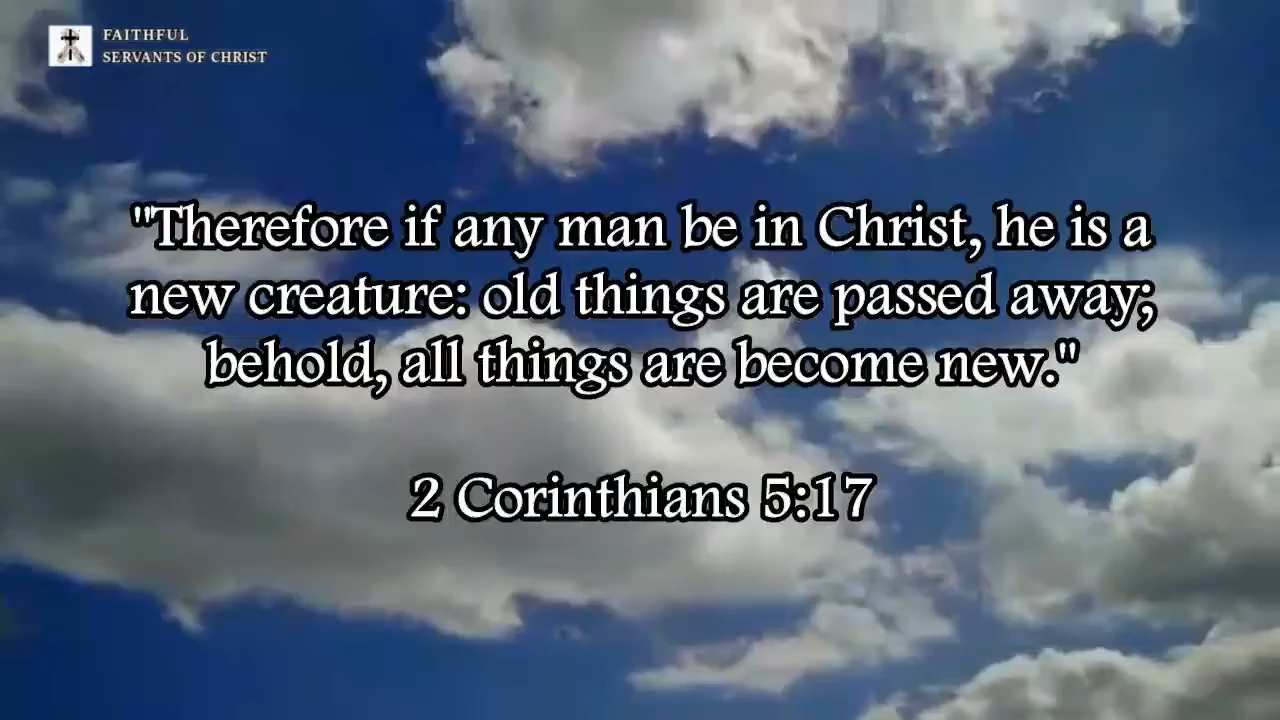 FAITHFUL
SERVANTS OF CHRIST
"Therefore if any man be in Christ, he is a
new creature: old things are passed away;
behold, all things are become new."
2 Corinthians 5:17